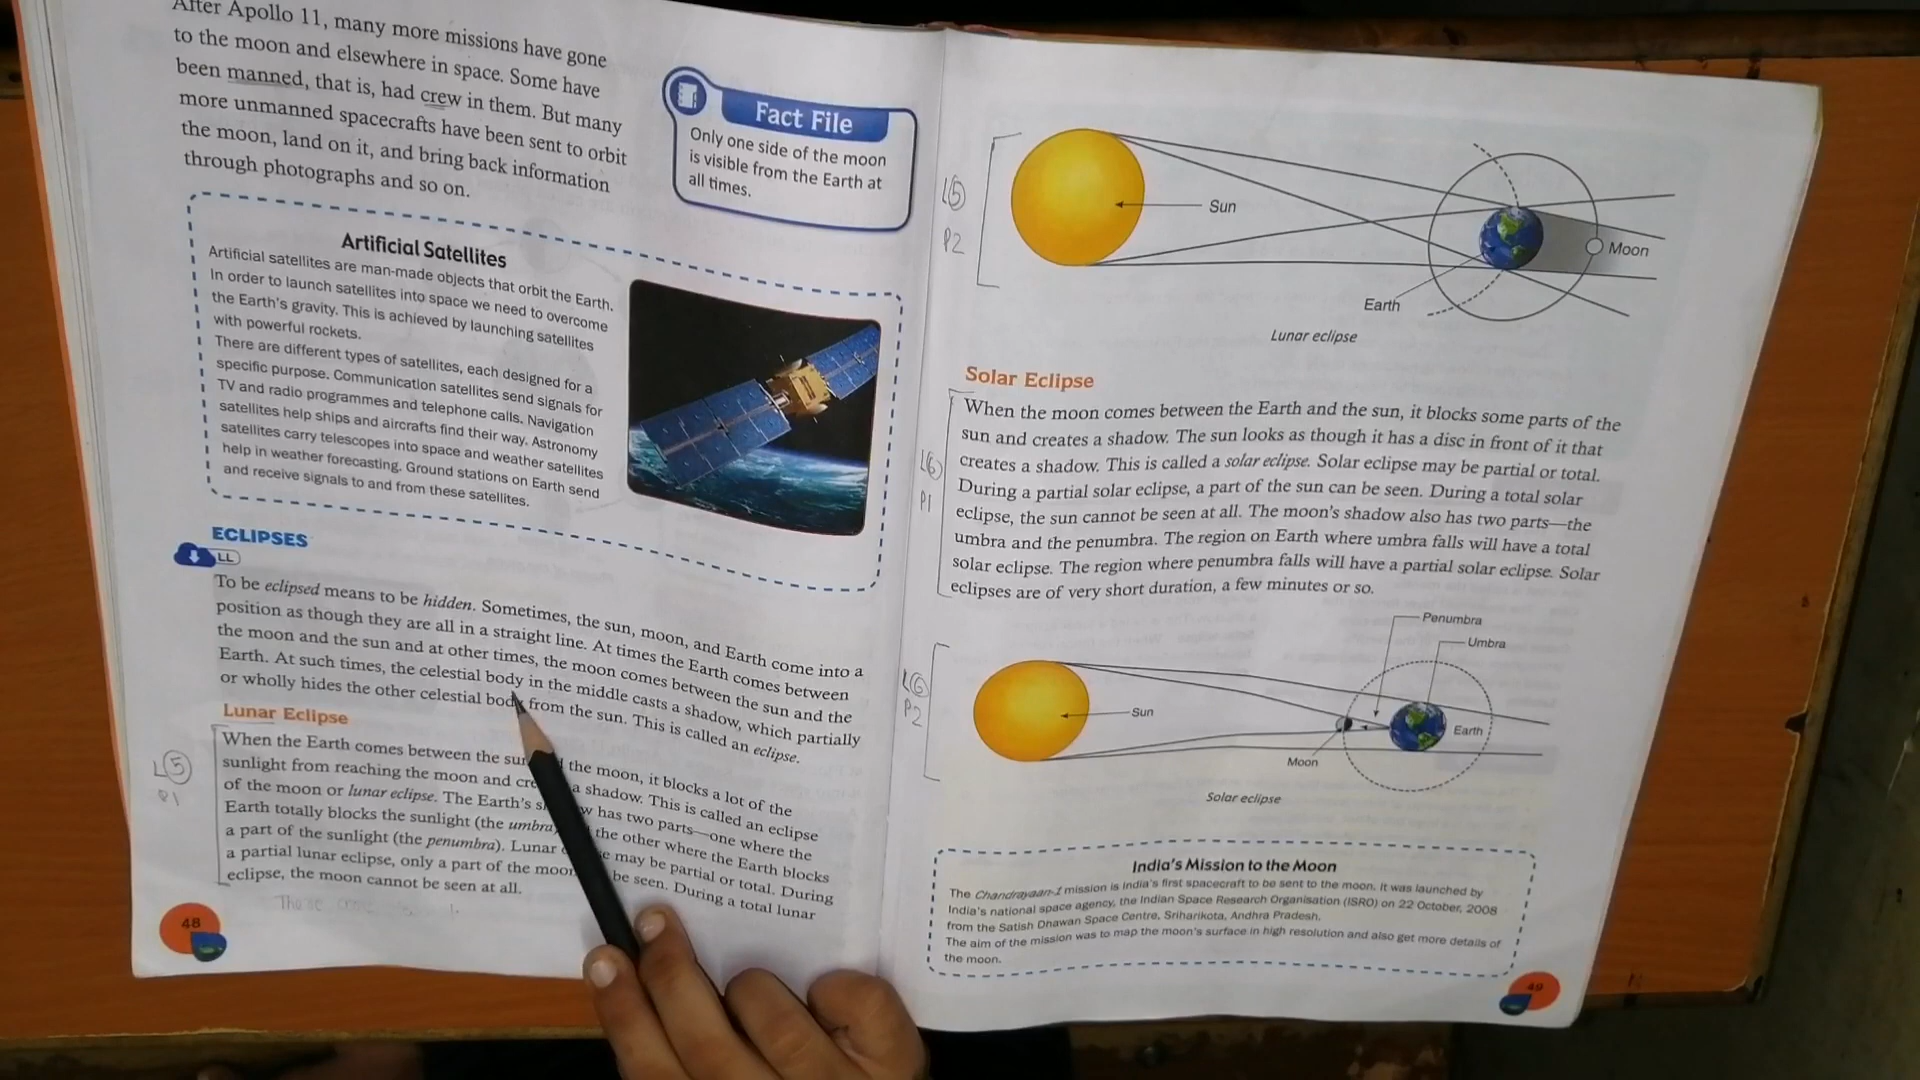 After Apollo 11, many more missions have gone
to the moon and elsewhere in space. Some have
been manned, that is, had crew in them. But many
more unmanned spacecrafts have been sent to orbit
the moon, land on it, and bring back information
through photographs and so on.
Fact File
Only one side of the moon
is visible from the Earth at
all times.
Artificial Satellites
Artificial satellites are man-made objects that orbit the Earth.
In order to launch satellites into space we need to overcome
the Earth's gravity. This is achieved by launching satellites
with powerful rockets.
There are different types of satellites, each designed for a
specific purpose. Communication satellites send signals for
TV and radio programmes and telephone calls. Navigation
satellites help ships and aircrafts find their way. Astronomy
satellites carry telescopes into space and weather satellites
help in weather forecasting. Ground stations on Earth send
and receive signals to and from these satellites.
ECLIPSES
LL
To be eclipsed means to be hidden. Sometimes, the sun, moon, and Earth come into a
position as though they are all in a straight line. At times the Earth comes between
the moon and the sun and at other times, the moon comes between the sun and the
Earth. At such times, the celestial body in the middle casts a shadow, which partially
or wholly hides the other celestial body from the sun. This is called an eclipse.
Lunar Eclipse
L5
P1
When the Earth comes between the sun the moon, it blocks a lot of the
sunlight from reaching the moon and a shadow. This is called an eclipse
of the moon or lunar eclipse. The Earth's has two parts—one where the
Earth totally blocks the sunlight (the umbra) the other where the Earth blocks
a part of the sunlight (the penumbra). Lunar may be partial or total. During
a partial lunar eclipse, only a part of the moon be seen. During a total lunar
eclipse, the moon cannot be seen at all.
48
L5
P2
Sun
Moon
Earth
Lunar eclipse
Solar Eclipse
L6
P1
When the moon comes between the Earth and the sun, it blocks some parts of the
sun and creates a shadow. The sun looks as though it has a disc in front of it that
creates a shadow. This is called a solar eclipse. Solar eclipse may be partial or total.
During a partial solar eclipse, a part of the sun can be seen. During a total solar
eclipse, the sun cannot be seen at all. The moon's shadow also has two parts—the
umbra and the penumbra. The region on Earth where umbra falls will have a total
solar eclipse. The region where penumbra falls will have a partial solar eclipse. Solar
eclipses are of very short duration, a few minutes or so.
L6
P2
Penumbra
Umbra
Sun
Earth
Moon
Solar eclipse
India's Mission to the Moon
The Chandrayaan-1 mission is India's first spacecraft to be sent to the moon. It was launched by
India's national space agency, the Indian Space Research Organisation (ISRO) on 22 October, 2008
from the Satish Dhawan Space Centre, Sriharikota, Andhra Pradesh.
The aim of the mission was to map the moon's surface in high resolution and also get more details of
the moon.
49